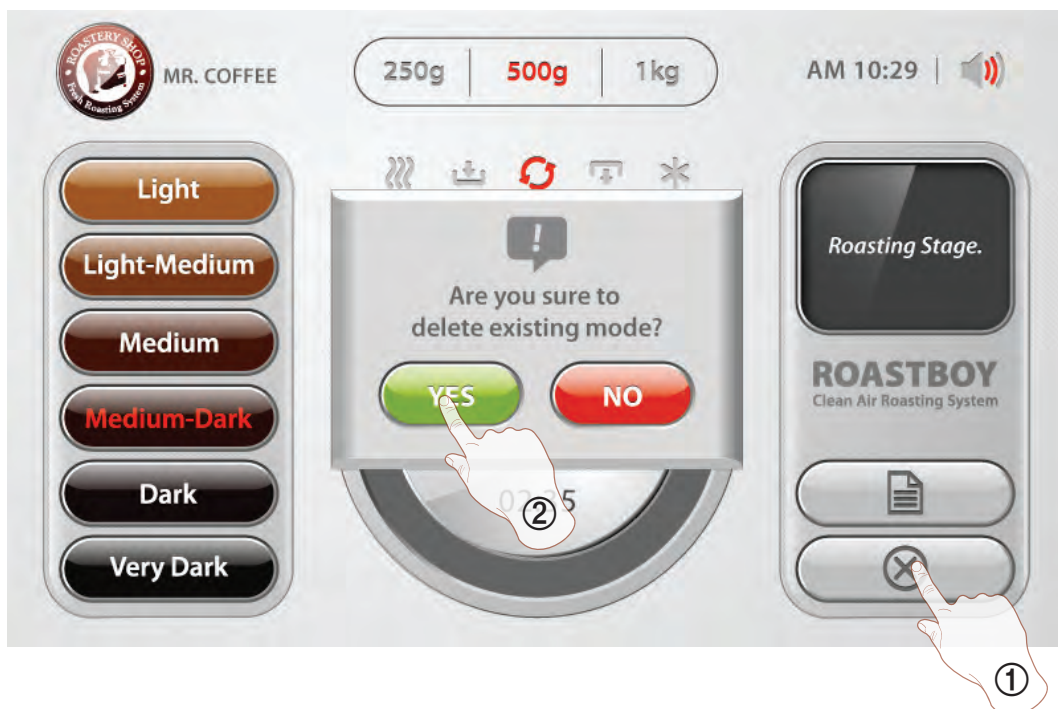 ROASTERY SHOP
Fresh Roasting System
MR. COFFEE
250g | 500g | 1kg
AM 10:29 |
Light
Light-Medium
Medium
Medium-Dark
Dark
Very Dark
!
Are you sure to
delete existing mode?
YES
NO
②
Roasting Stage.
ROASTBOY
Clean Air Roasting System
①